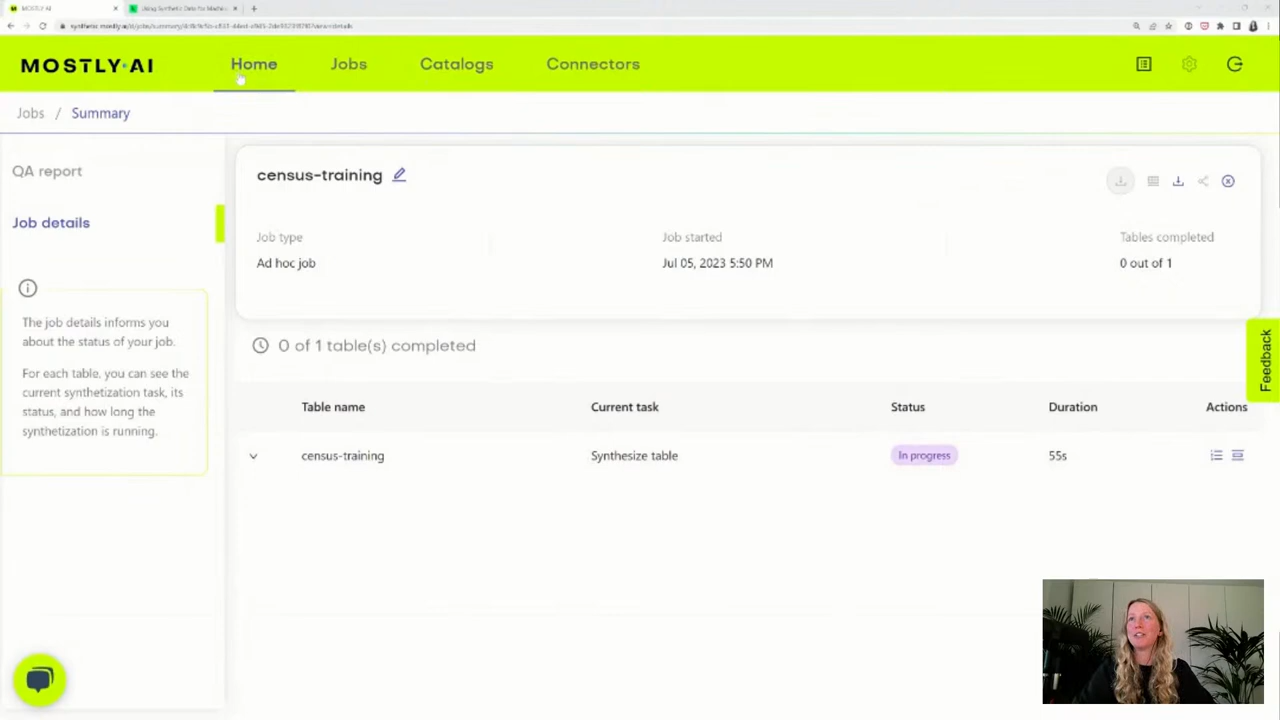 MOSTLY AI
MOSTLY·AI
Home
Jobs
Catalogs
Connectors
Jobs / Summary
QA report
Job details
The job details informs you
about the status of your job.
For each table, you can see the
current synthetization task, its
status, and how long the
synthetization is running.
census-training
Job type
Ad hoc job
Job started
Jul 05, 2023 5:50 PM
Tables completed
0 out of 1
0 of 1 table(s) completed
Table name Current task Status Duration Actions
census-training Synthesize table In progress 55s
Feedback